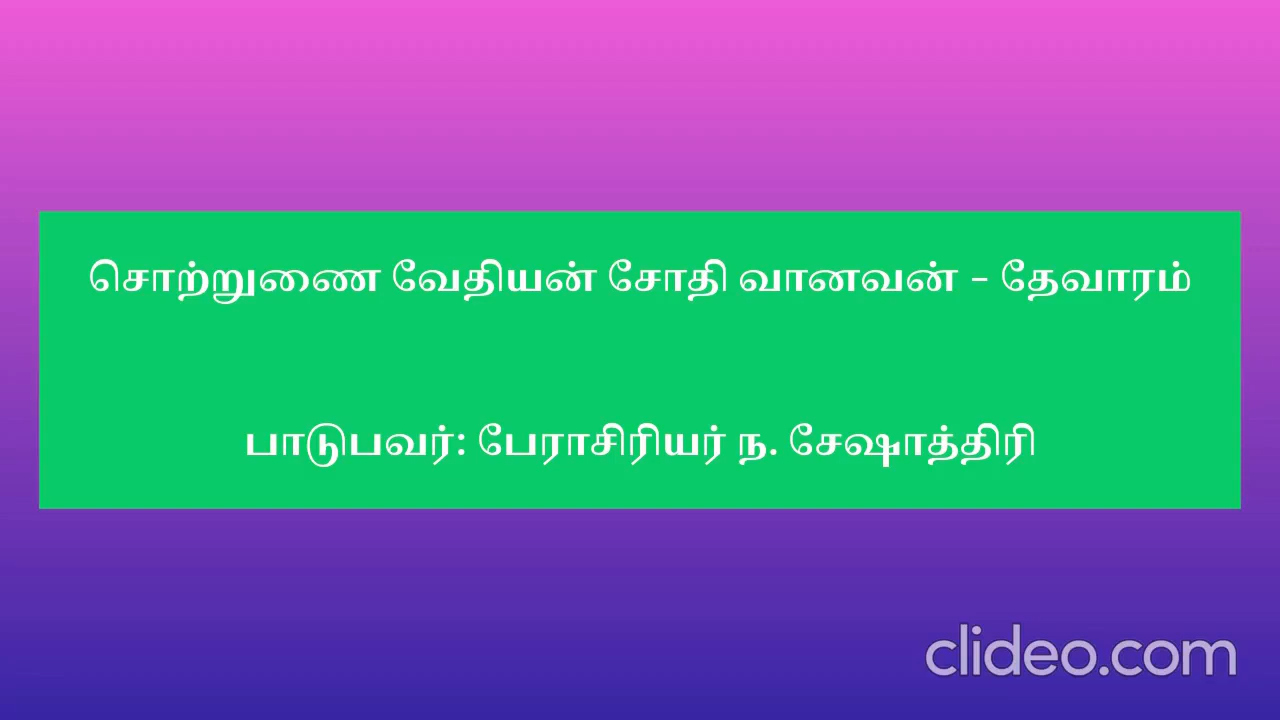 சொற்றுணை வேதியன் சோதி வானவன் - தேவாரம்
பாடுபவர்: பேராசிரியர் ந. சேஷாத்திரி
clideo.com